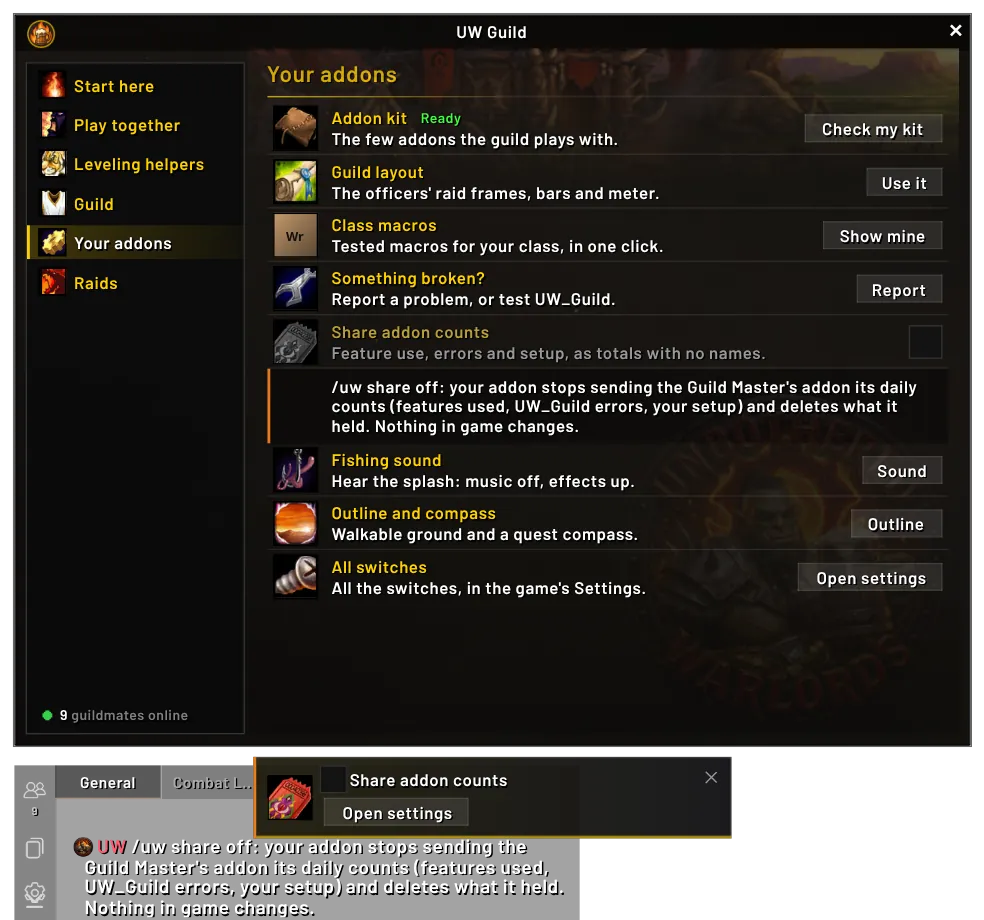 UW Guild
Start here
Play together
Leveling helpers
Guild
Your addons
Raids
9 guildmates online
Your addons
Addon kit Ready
The few addons the guild plays with.
Check my kit
Guild layout
The officers' raid frames, bars and meter.
Use it
Wr
Class macros
Tested macros for your class, in one click.
Show mine
Something broken?
Report a problem, or test UW_Guild.
Report
Share addon counts
Feature use, errors and setup, as totals with no names.
/uw share off: your addon stops sending the Guild Master's addon its daily
counts (features used, UW_Guild errors, your setup) and deletes what it
held. Nothing in game changes.
Fishing sound
Hear the splash: music off, effects up.
Sound
Outline and compass
Walkable ground and a quest compass.
Outline
All switches
All the switches, in the game's Settings.
Open settings
WARLORDS
9
General
Combat L...
Share addon counts
Open settings
UW /uw share off: your addon stops sending the
Guild Master's addon its daily counts (features used,
UW_Guild errors, your setup) and deletes what it held.
Nothing in game changes.